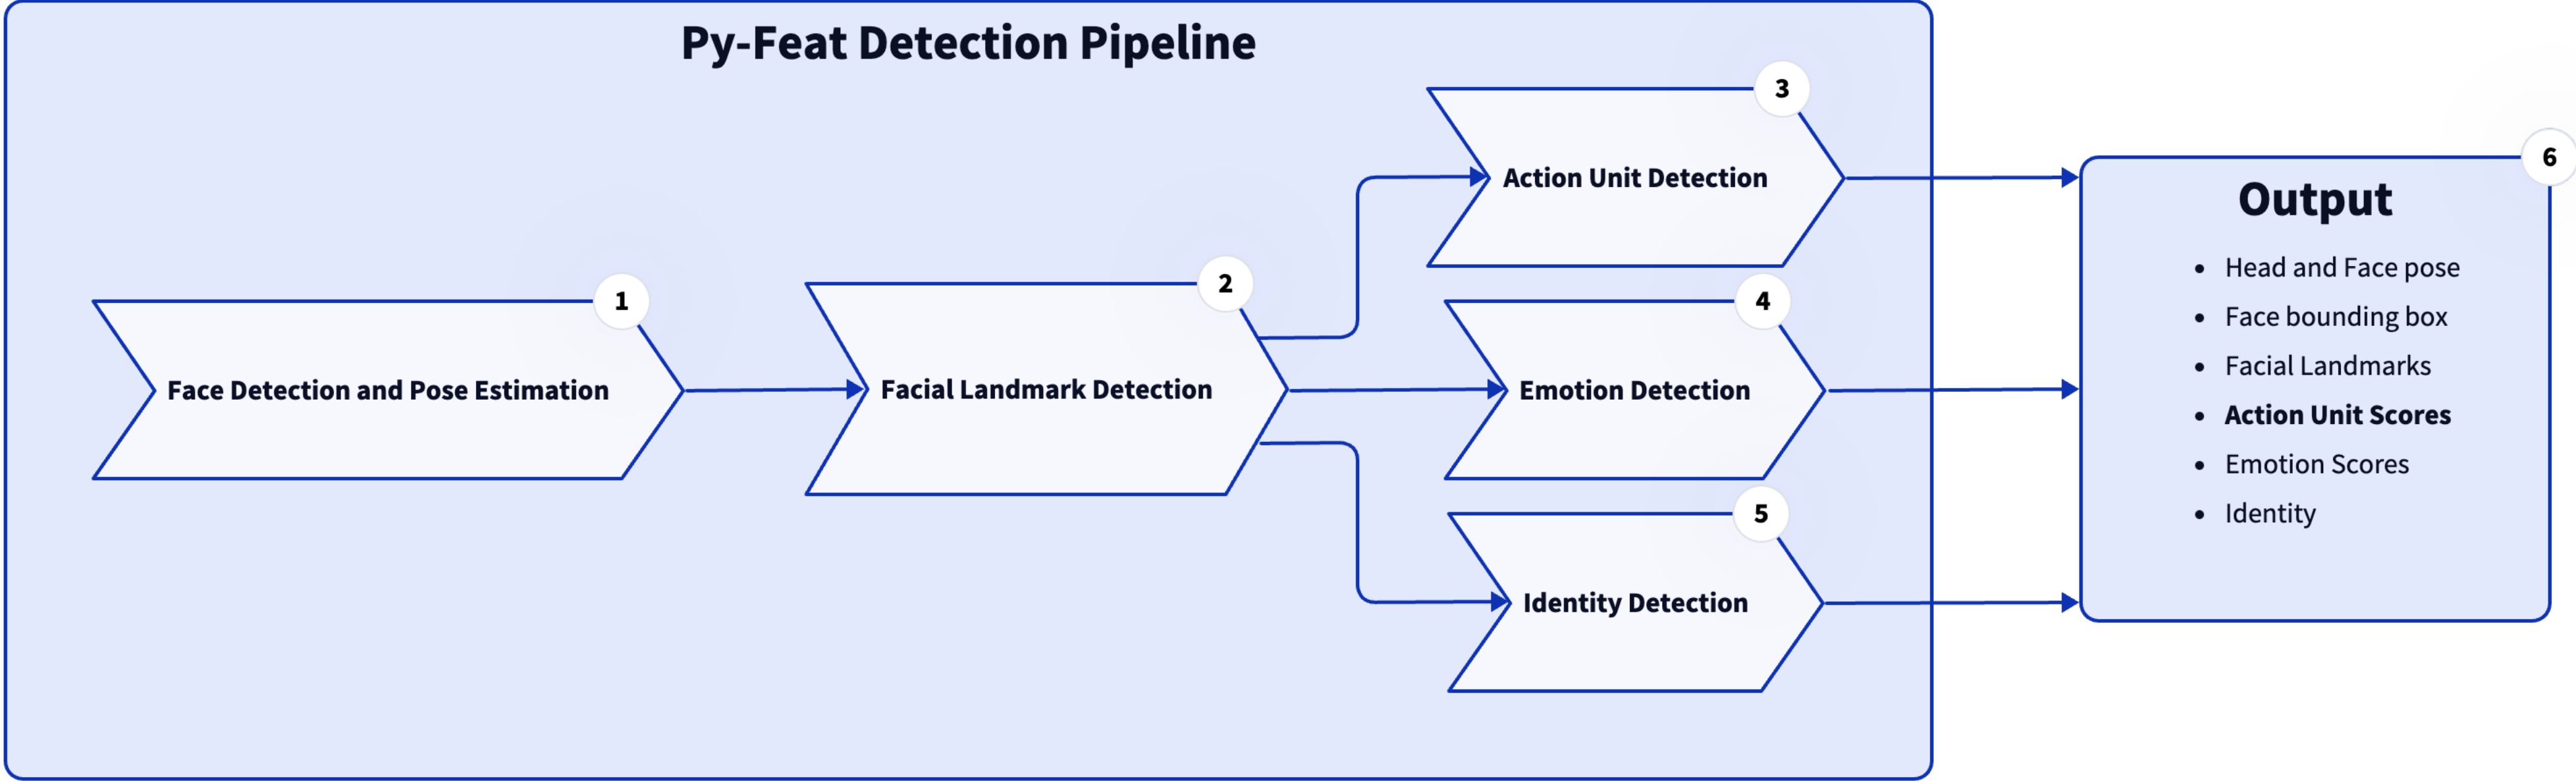 Py-Feat Detection Pipeline
1
Face Detection and Pose Estimation
2
Facial Landmark Detection
3
Action Unit Detection
4
Emotion Detection
5
Identity Detection
6
Output
• Head and Face pose
• Face bounding box
• Facial Landmarks
• Action Unit Scores
• Emotion Scores
• Identity